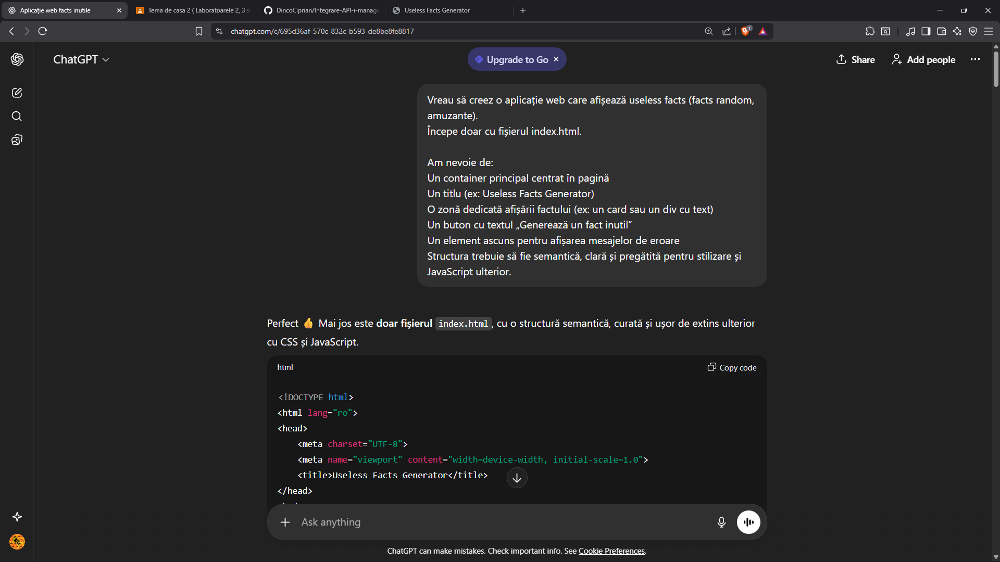 Aplicație web facts inutile
Tema de casa 2 ( Laboratoarele 2, 3 și
DincoCiprian/Integrare-API-i-manage
Useless Facts Generator
chatgpt.com/c/695d36af-570c-832c-b593-de8be8fe8817
1
ChatGPT
Upgrade to Go
Share
Add people
Vreau să creez o aplicație web care afișează useless facts (facts random,
amuzante).
Începe doar cu fișierul index.html.
Am nevoie de:
Un container principal centrat în pagină
Un titlu (ex: Useless Facts Generator)
O zonă dedicată afișării factului (ex: un card sau un div cu text)
Un buton cu textul „Generează un fact inutil”
Un element ascuns pentru afișarea mesajelor de eroare
Structura trebuie să fie semantică, clară și pregătită pentru stilizare și
JavaScript ulterior.
Perfect 👍 Mai jos este doar fișierul index.html, cu o structură semantică, curată și ușor de extins ulterior
cu CSS și JavaScript.
html
Copy code
<!DOCTYPE html>
<html lang="ro">
<head>
    <meta charset="UTF-8">
    <meta name="viewport" content="width=device-width, initial-scale=1.0">
    <title>Useless Facts Generator</title>
</head>
Ask anything
ChatGPT can make mistakes. Check important info. See Cookie Preferences.